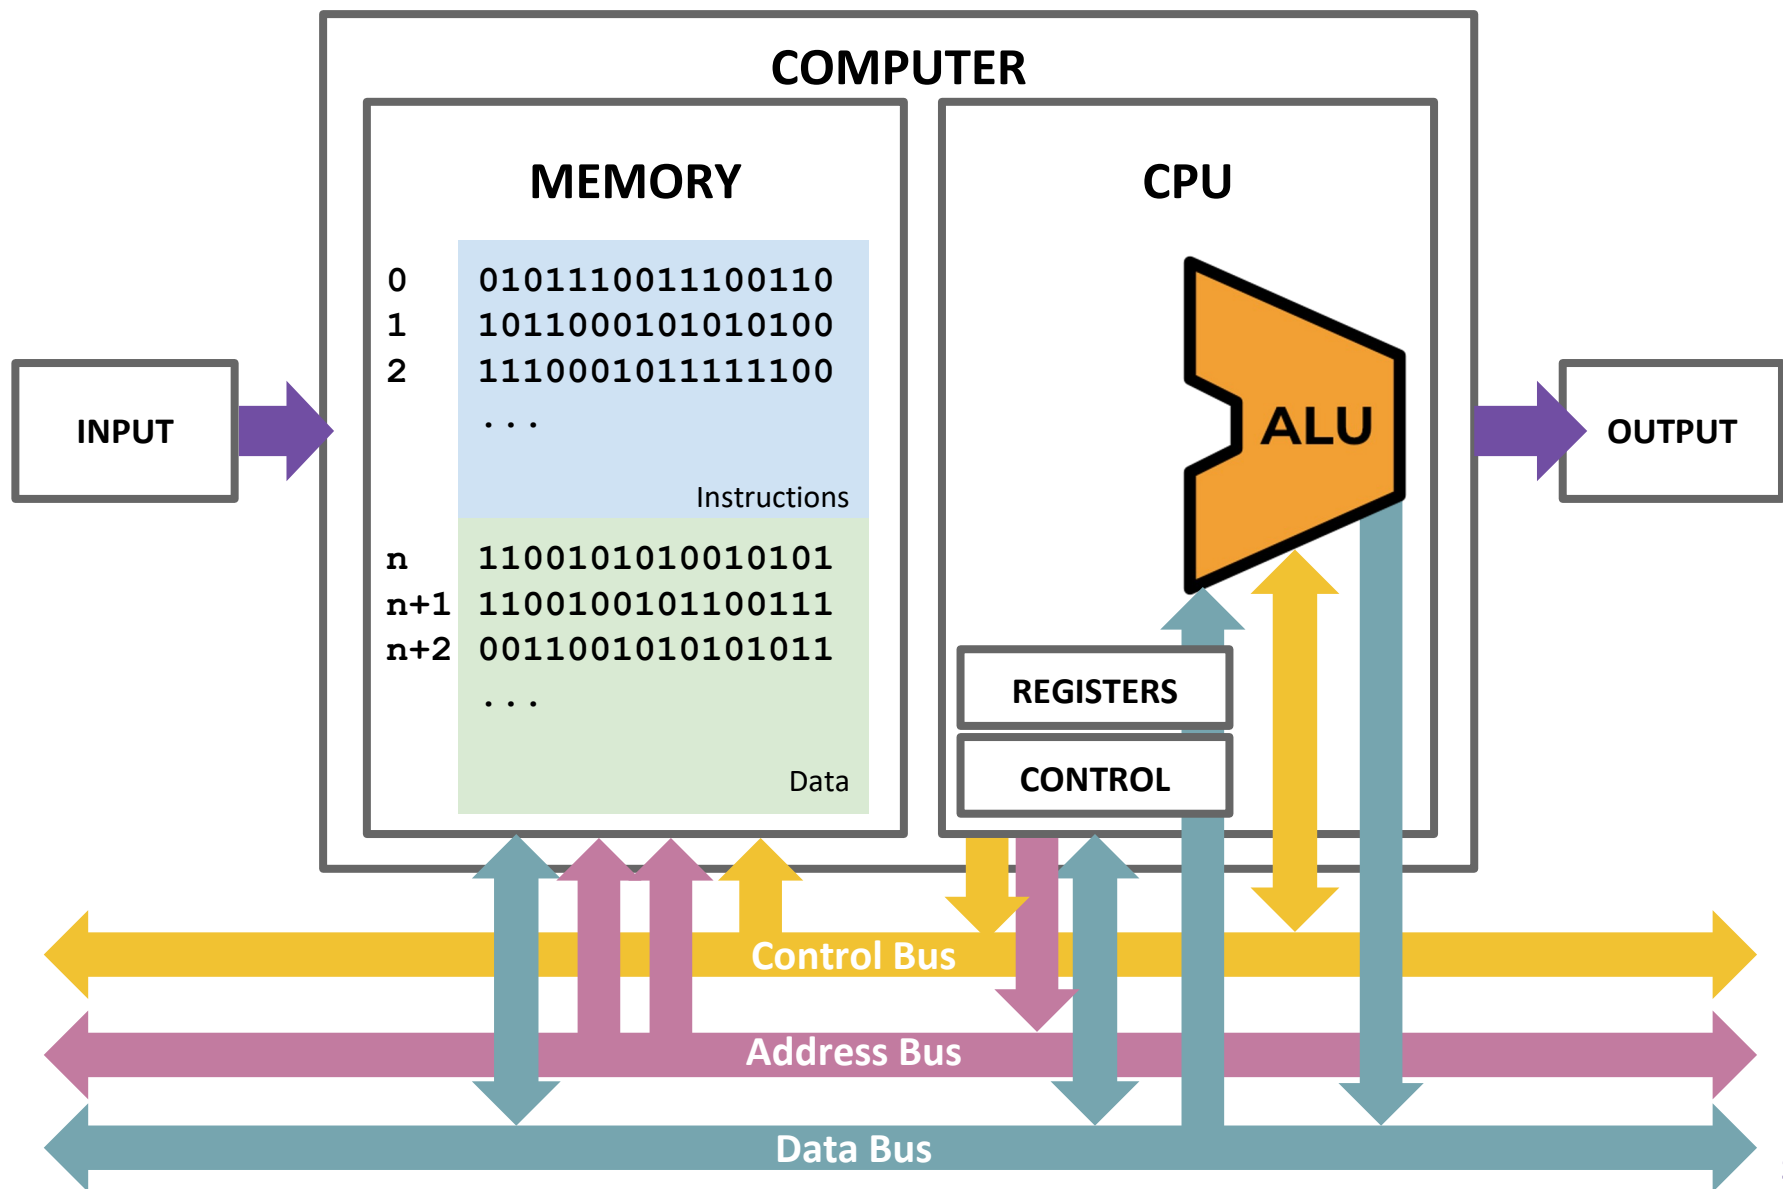 COMPUTER
MEMORY
0 0101110011100110
1 1011000101010100
2 1110001011111100
...
Instructions
n 1100101010010101
n+1 1100100101100111
n+2 0011001010101011
...
Data
CPU
ALU
REGISTERS
CONTROL
INPUT
OUTPUT
Control Bus
Address Bus
Data Bus